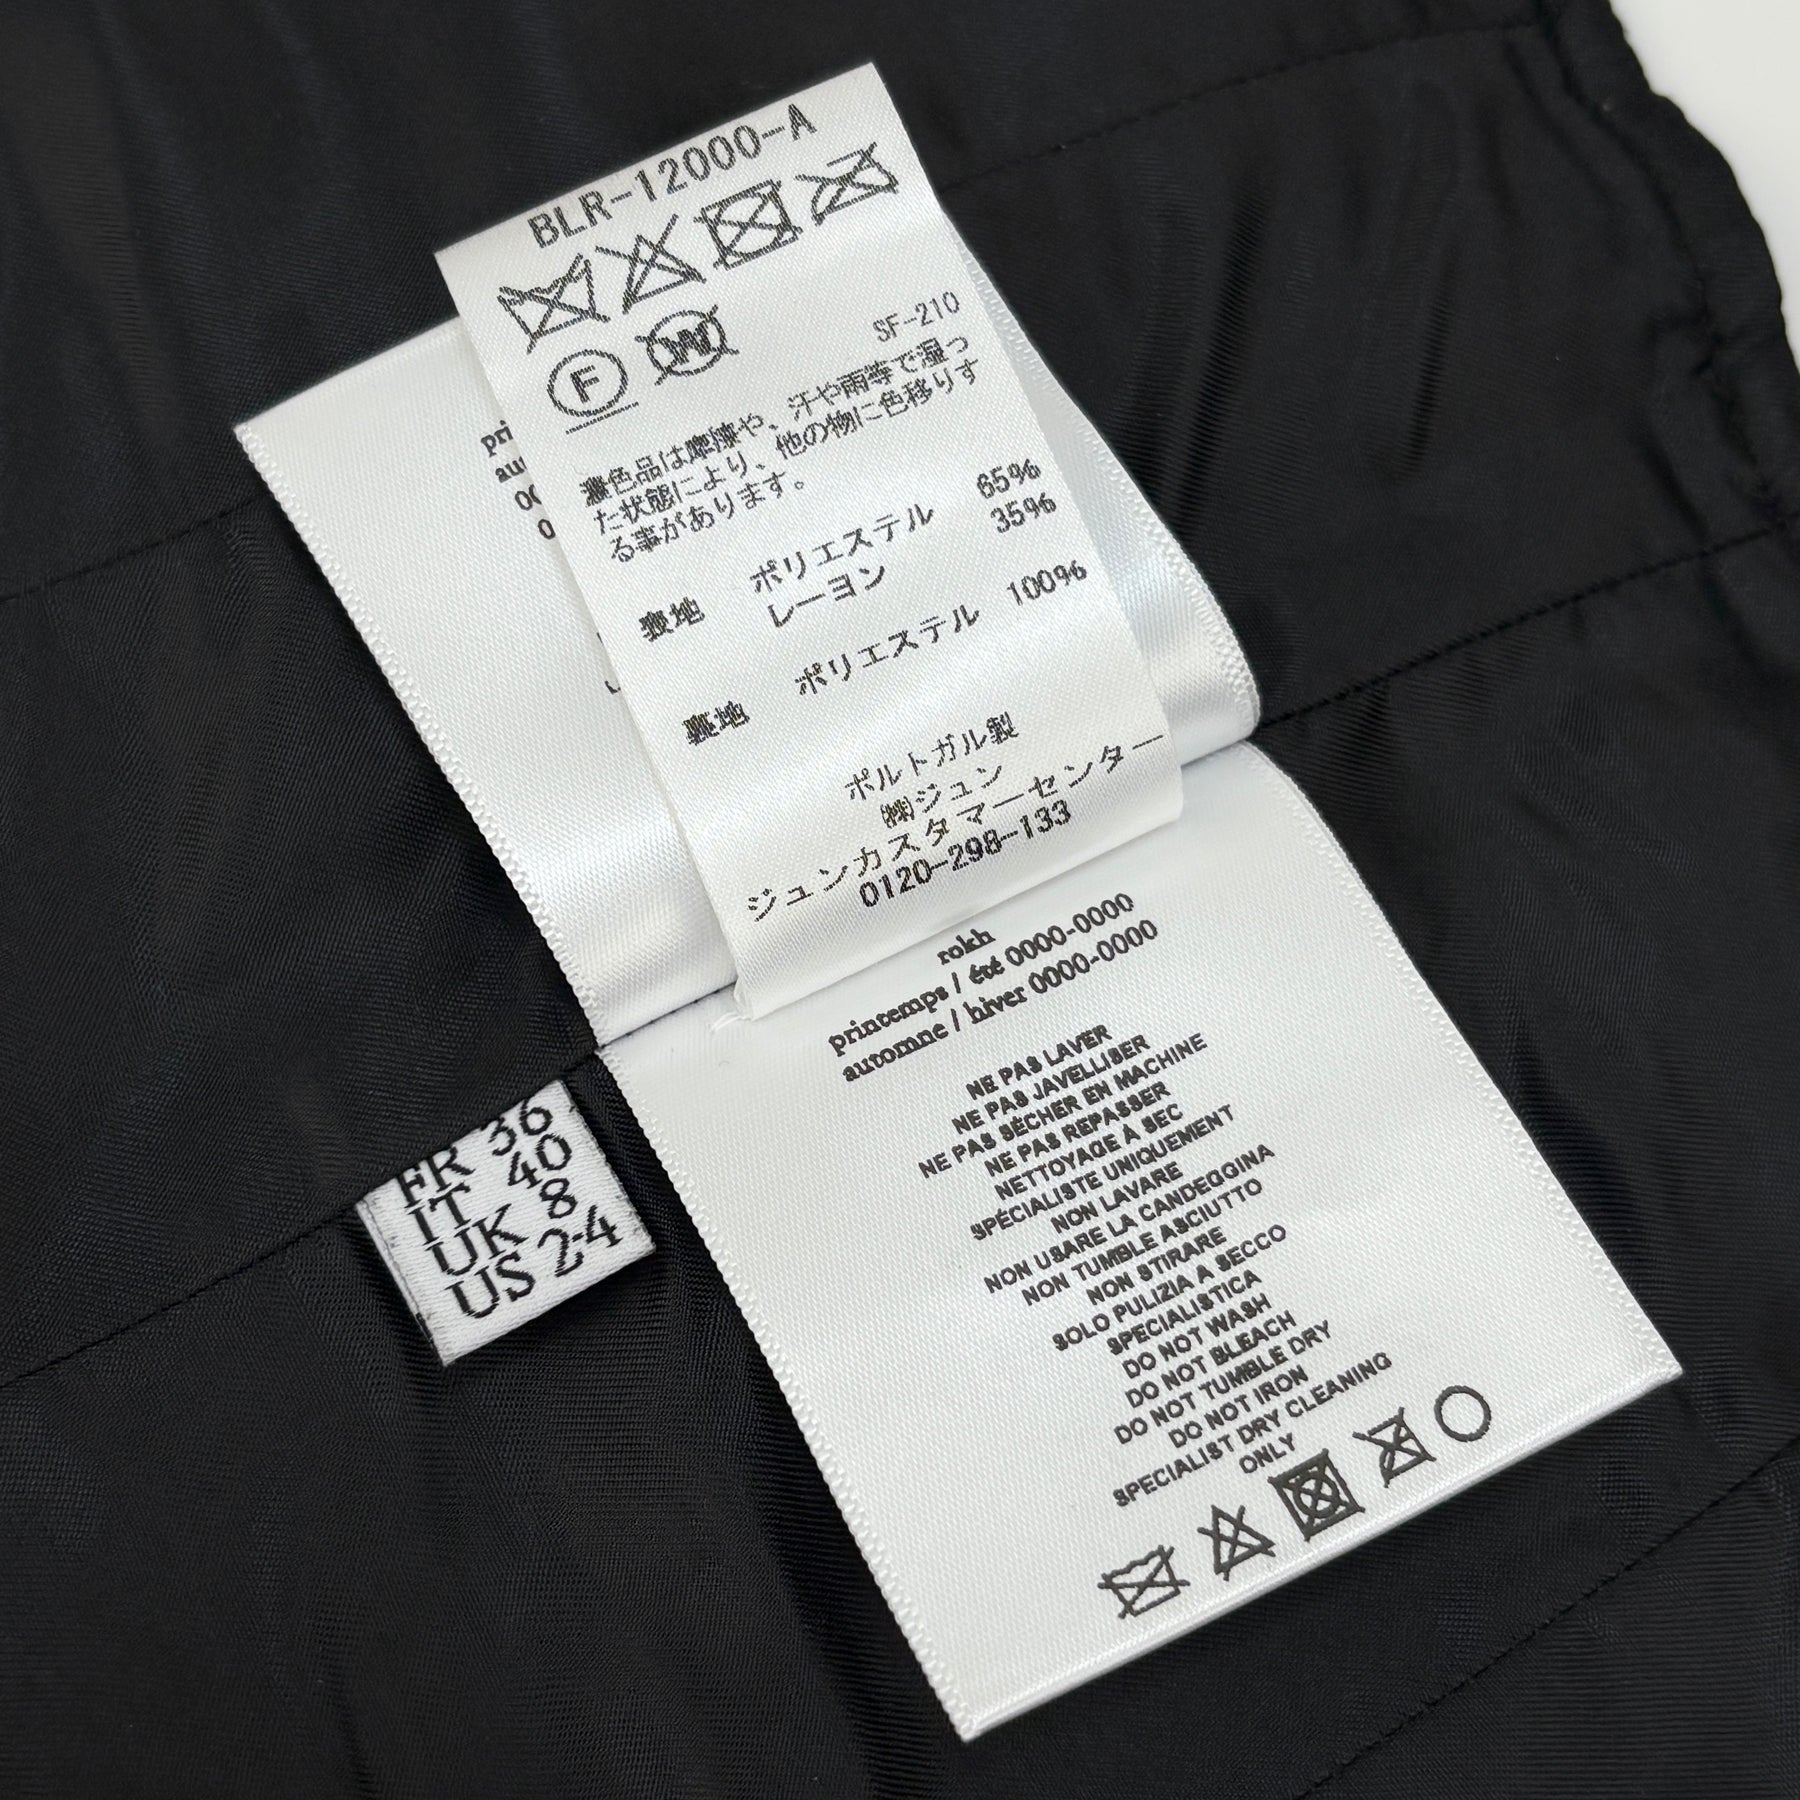 BLR-12000-A
F
W
SF-210
濃色品は摩擦や、汗や雨等で湿っ
た状態により、他の物に色移りす
る事があります。
表地 ポリエステル 65%
レーヨン 35%
裏地 ポリエステル 100%
ポルトガル製
㈱ジュン
ジュンカスタマーセンター
0120-298-133
rokh
printemps / été 0000-0000
automne / hiver 0000-0000
NE PAS LAVER
NE PAS JAVELLISER
NE PAS SÉCHER EN MACHINE
NE PAS REPASSER
NETTOYAGE À SEC
SPÉCIALISTE UNIQUEMENT
NON LAVARE
NON USARE LA CANDEGGINA
NON TUMBLE ASCIUTTO
NON STIRARE
SOLO PULIZIA A SECCO
SPECIALISTICA
DO NOT WASH
DO NOT BLEACH
DO NOT TUMBLE DRY
DO NOT IRON
SPECIALIST DRY CLEANING
ONLY
FR 36
IT 40
UK 8
US 2-4